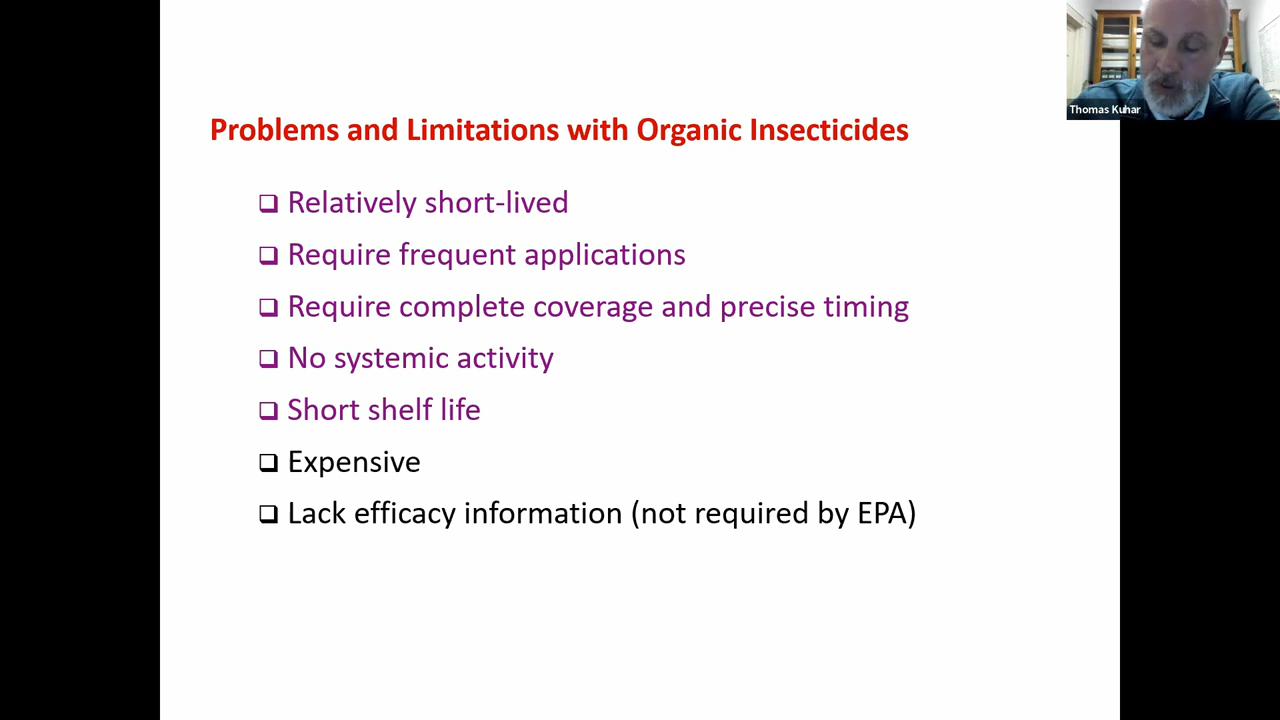 Thomas Kuhar
Problems and Limitations with Organic Insecticides
❑ Relatively short-lived
❑ Require frequent applications
❑ Require complete coverage and precise timing
❑ No systemic activity
❑ Short shelf life
❑ Expensive
❑ Lack efficacy information (not required by EPA)